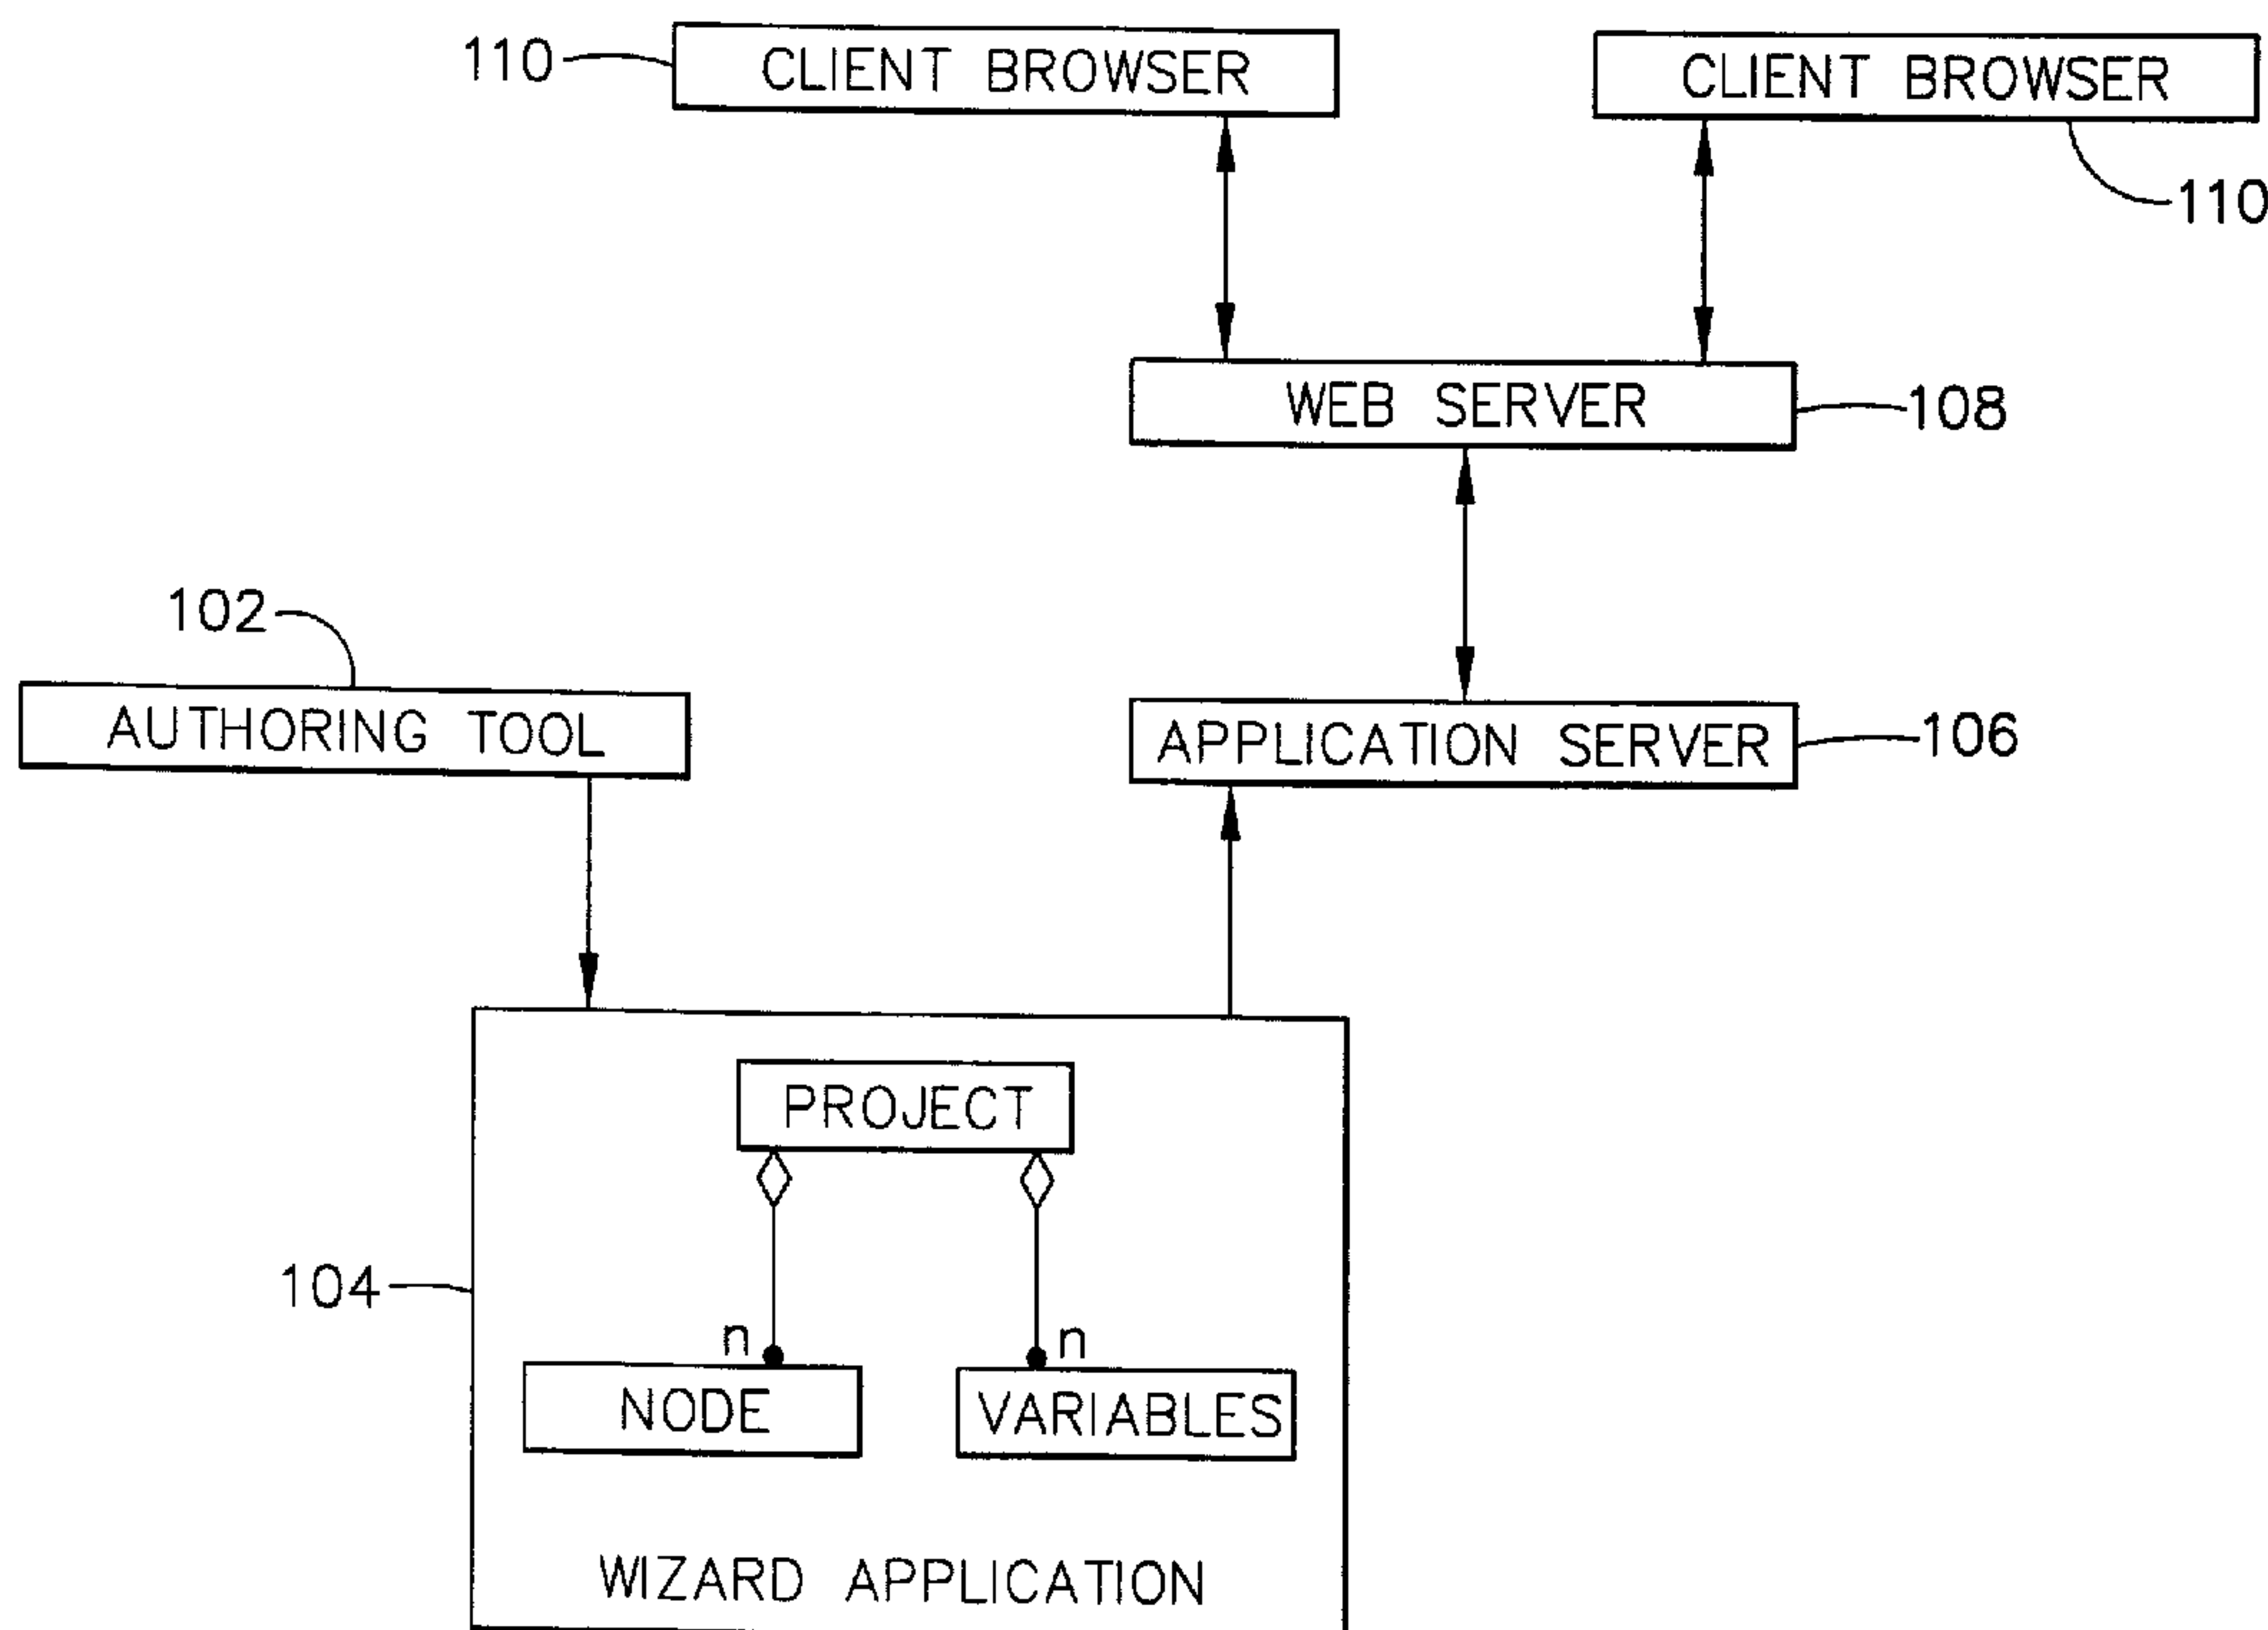 110 CLIENT BROWSER
CLIENT BROWSER
110
WEB SERVER 108
102
AUTHORING TOOL
APPLICATION SERVER 106
PROJECT
104
n
n
NODE
VARIABLES
WIZARD APPLICATION